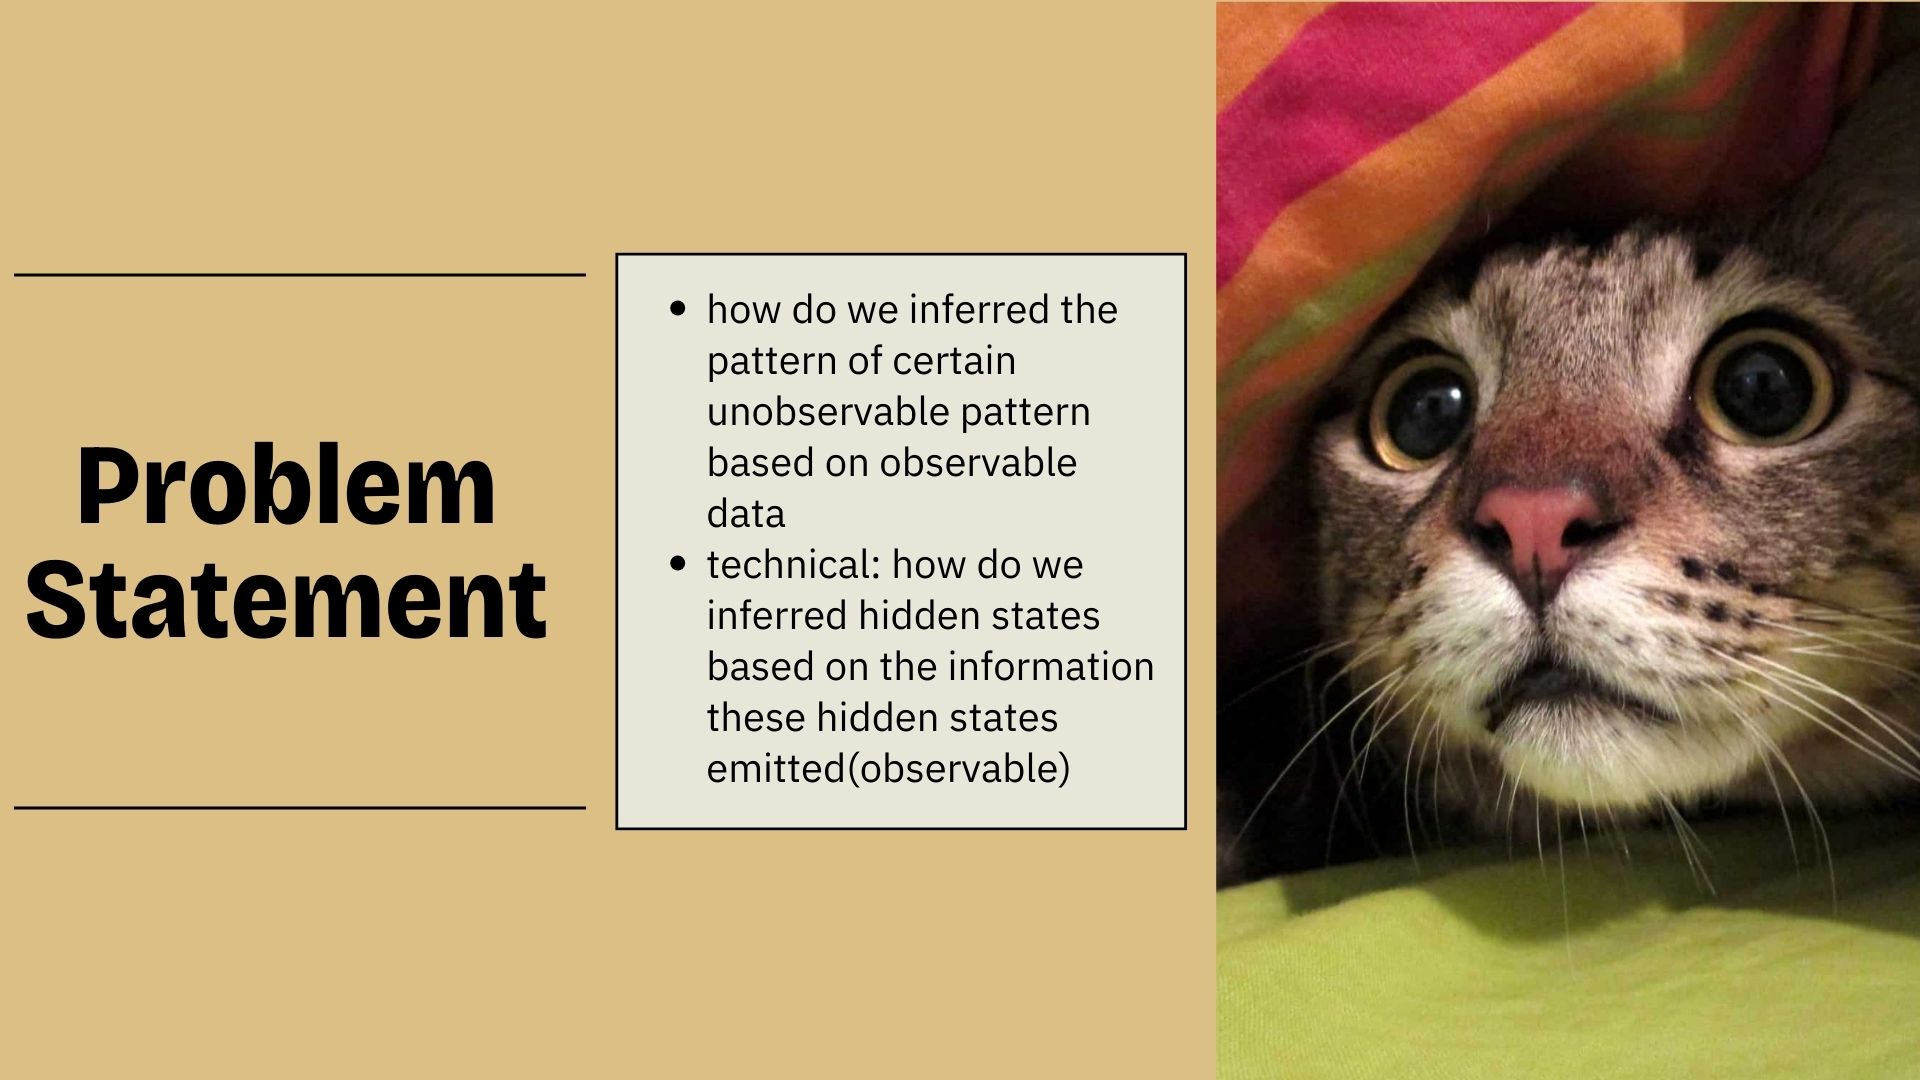 Problem
Statement
• how do we inferred the
pattern of certain
unobservable pattern
based on observable
data
• technical: how do we
inferred hidden states
based on the information
these hidden states
emitted(observable)